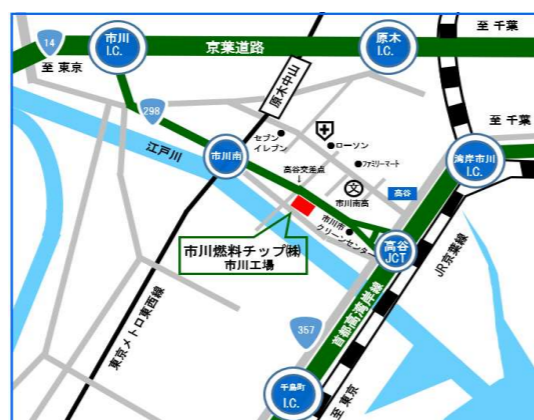 14
至 東京
市川
I.C.
京葉道路
原木
I.C.
至 千葉
298
原木中山
至 千葉
江戸川
市川南
セブン
イレブン
ローソン
高谷交差点
ファミリーマート
文
市川南高
高谷
湾岸市川
I.C.
市川市
クリーンセンター
高谷
JCT
市川燃料チップ㈱
市川工場
東京メトロ東西線
357
首都高湾岸線
JR京葉線
千鳥町
I.C.
至 東京